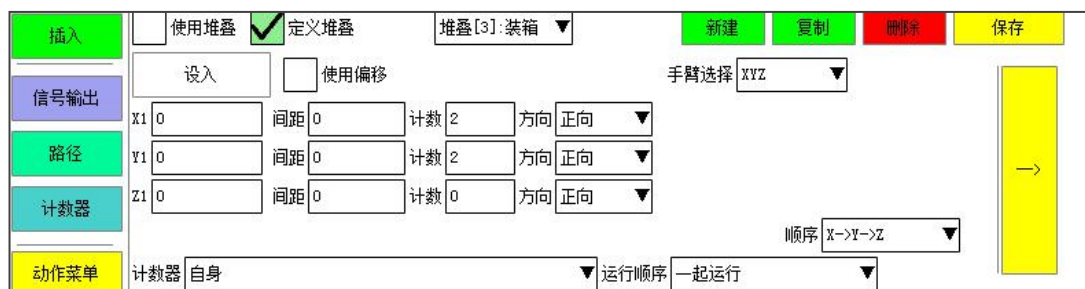 插入 使用堆叠 定义堆叠 堆叠[3]:装箱 新建 复制 删除 保存
设入 使用偏移 手臂选择 XYZ
信号输出
X1 0 间距 0 计数 2 方向 正向
路径 Y1 0 间距 0 计数 2 方向 正向 —>
计数器 Z1 0 间距 0 计数 0 方向 正向
顺序 X->Y->Z
动作菜单 计数器 自身 运行顺序 一起运行